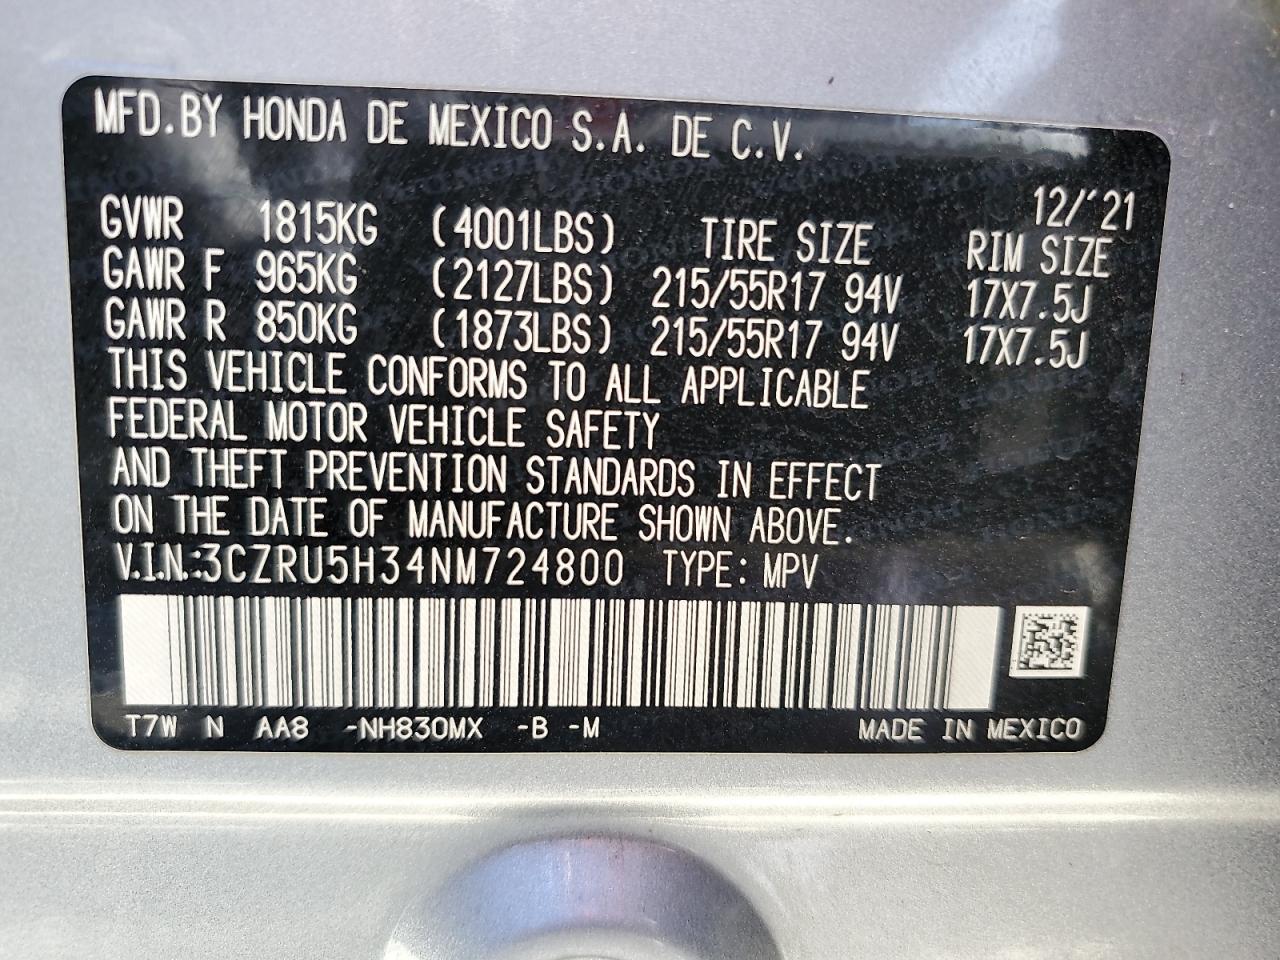 MFD.BY HONDA DE MEXICO S.A. DE C.V.
12/'21
GVWR 1815KG (4001LBS) TIRE SIZE RIM SIZE
GAWR F 965KG (2127LBS) 215/55R17 94V 17X7.5J
GAWR R 850KG (1873LBS) 215/55R17 94V 17X7.5J
THIS VEHICLE CONFORMS TO ALL APPLICABLE
FEDERAL MOTOR VEHICLE SAFETY
AND THEFT PREVENTION STANDARDS IN EFFECT
ON THE DATE OF MANUFACTURE SHOWN ABOVE.
V.I.N.:3CZRU5H34NM724800 TYPE: MPV
T7W N AA8 -NH830MX -B -M MADE IN MEXICO